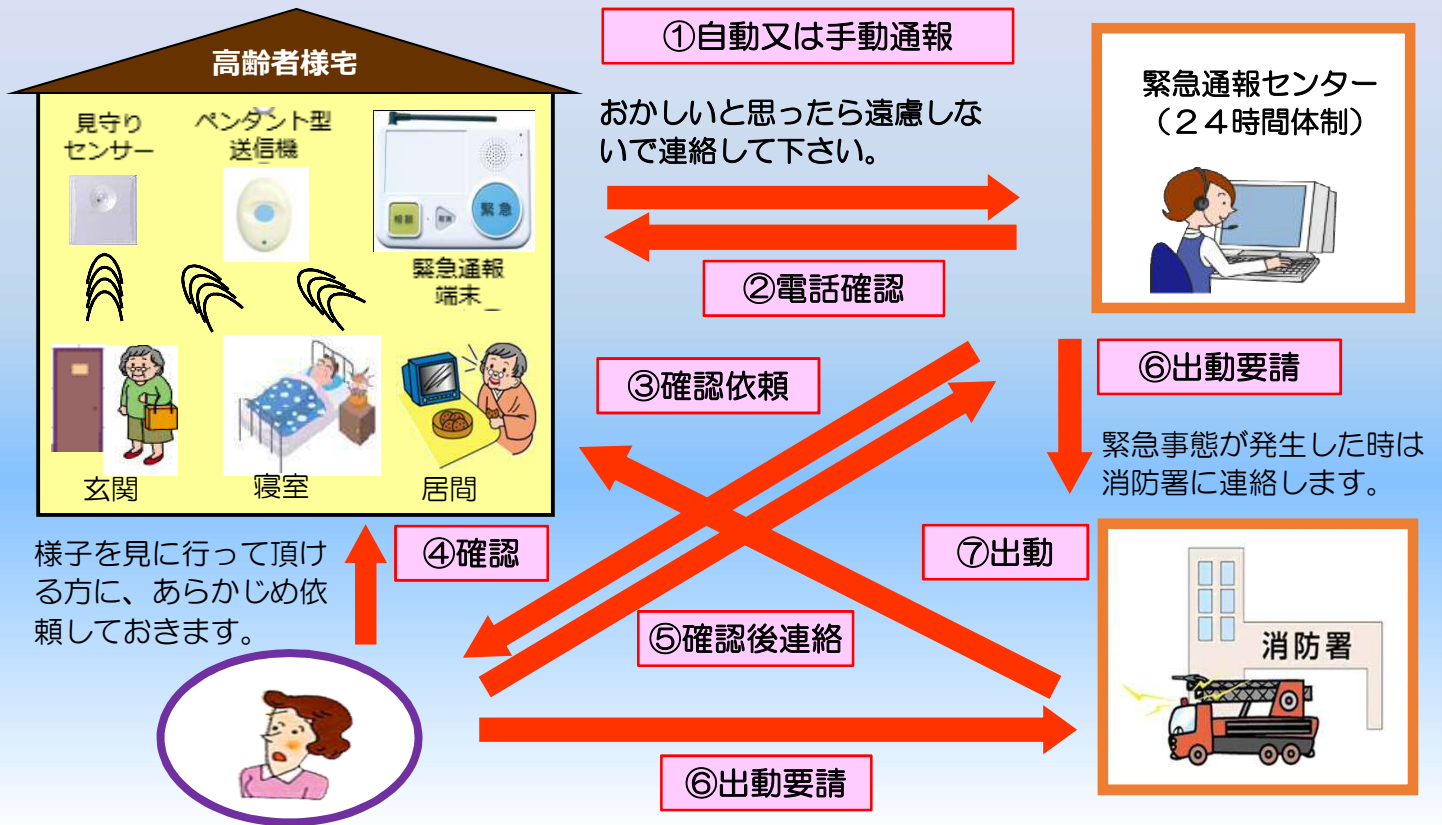 高齢者様宅
見守り
センサー
ペンダント型
送信機
相談
緊急
緊急通報
端末
玄関
寝室
居間
①自動又は手動通報
おかしいと思ったら遠慮しな
いで連絡して下さい。
②電話確認
緊急通報センター
（２４時間体制）
③確認依頼
⑥出動要請
緊急事態が発生した時は
消防署に連絡します。
様子を見に行って頂け
る方に、あらかじめ依
頼しておきます。
④確認
⑦出動
⑤確認後連絡
消防署
⑥出動要請